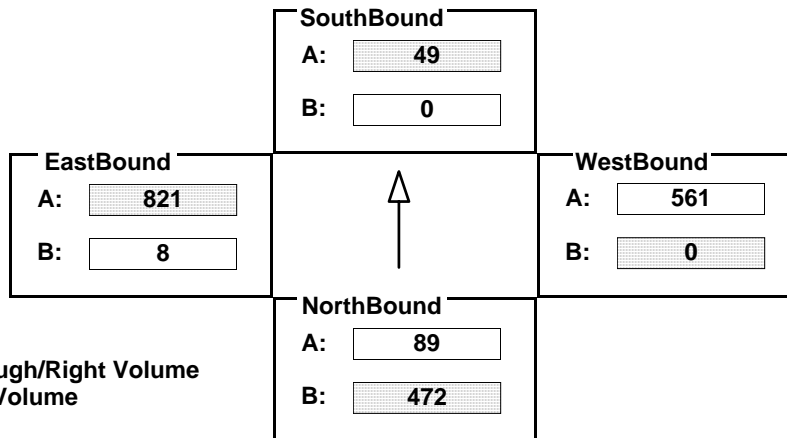 SouthBound
A: 49
B: 0
EastBound
A: 821
B: 8
WestBound
A: 561
B: 0
NorthBound
A: 89
B: 472
ugh/Right Volume
Volume